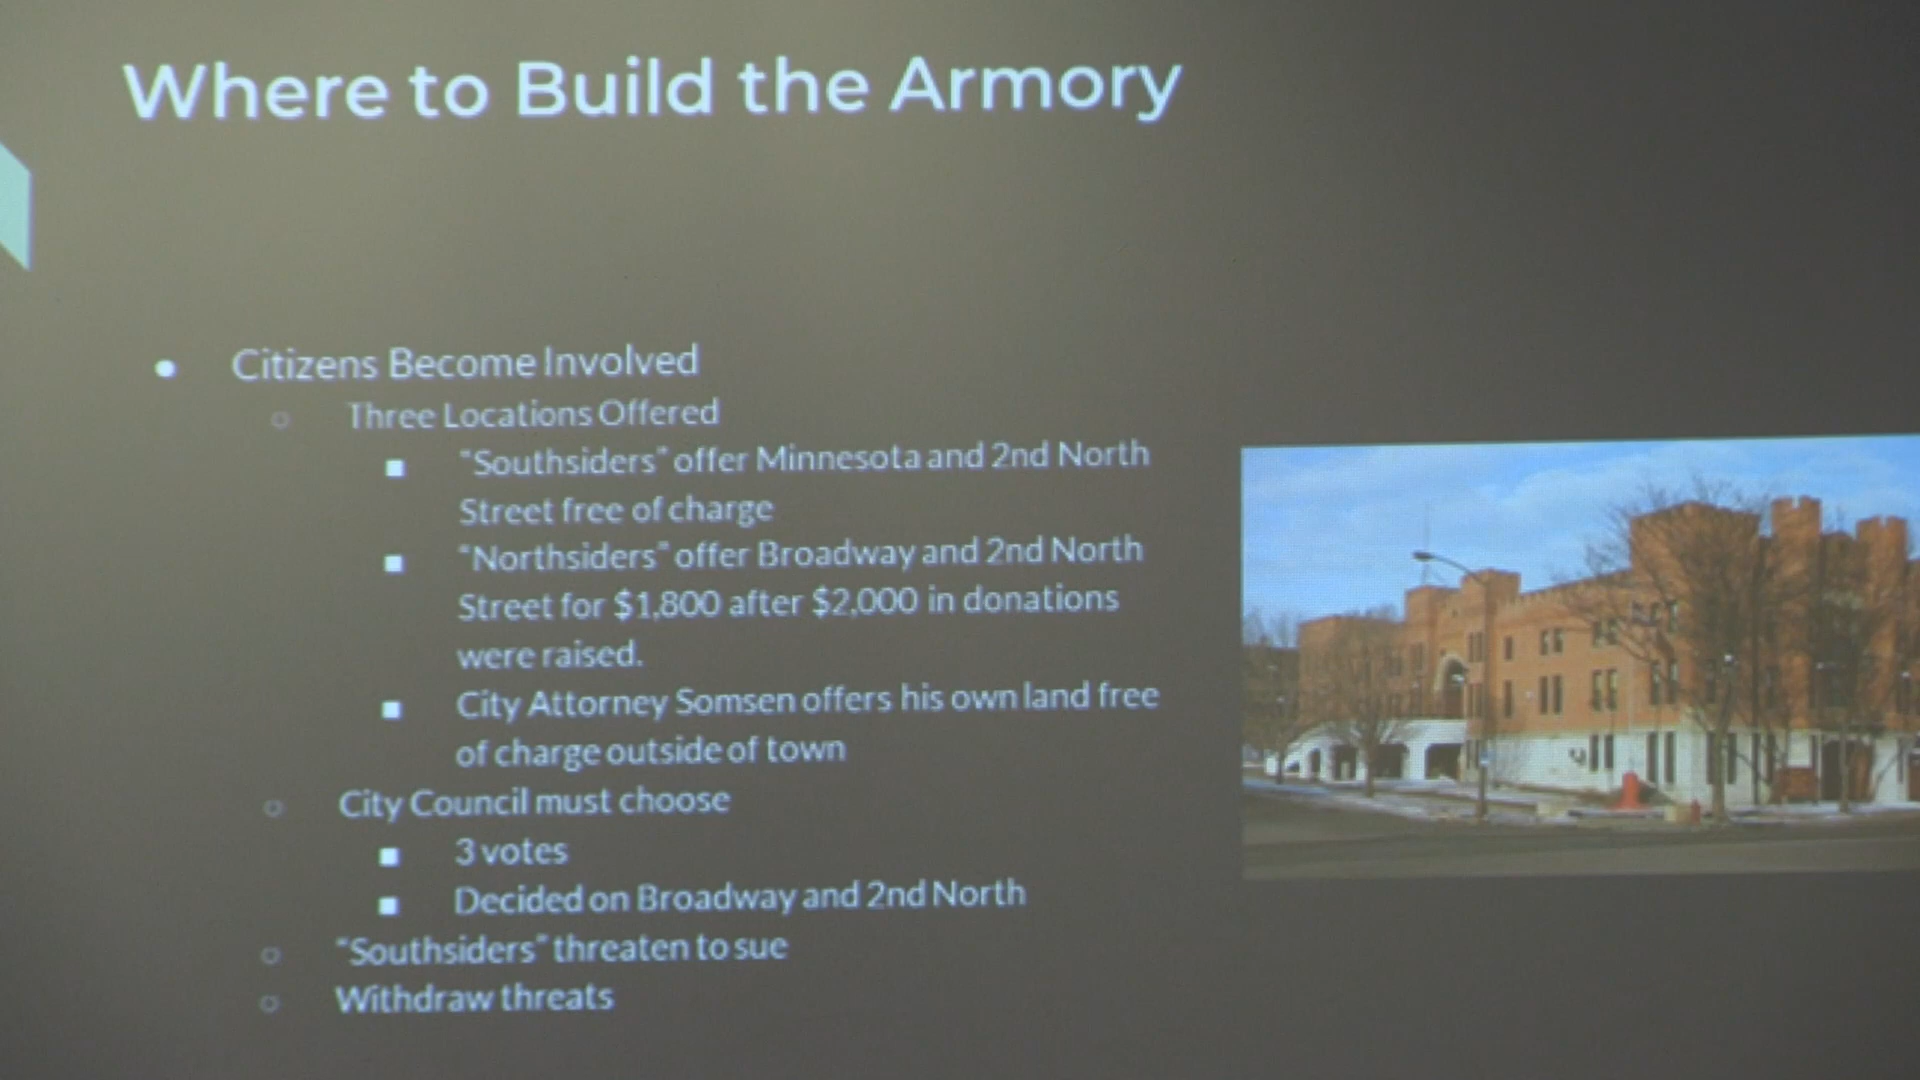 Where to Build the Armory
Citizens Become Involved
Three Locations Offered
"Southsiders" offer Minnesota and 2nd North
Street free of charge
"Northsiders" offer Broadway and 2nd North
Street for $1,800 after $2,000 in donations
were raised.
City Attorney Somsen offers his own land free
of charge outside of town
City Council must choose
3 votes
Decided on Broadway and 2nd North
"Southsiders" threaten to sue
Withdraw threats